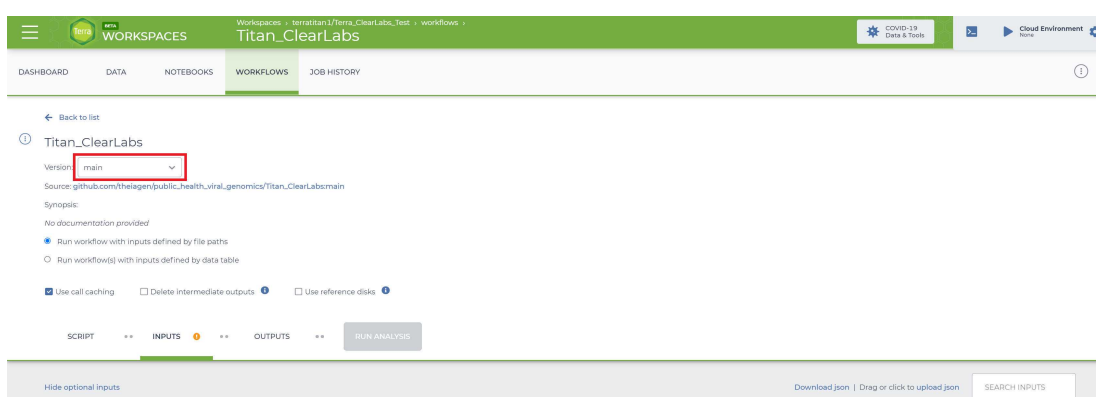 Terra
BETA
WORKSPACES
Workspaces › terratitan1/Terra_ClearLabs_Test › workflows ›
Titan_ClearLabs
COVID-19
Data & Tools
Cloud Environment
None
DASHBOARD DATA NOTEBOOKS WORKFLOWS JOB HISTORY
Back to list
Titan_ClearLabs
Version: main
Source: github.com/theiagen/public_health_viral_genomics/Titan_ClearLabs:main
Synopsis:
No documentation provided
Run workflow with inputs defined by file paths
Run workflow(s) with inputs defined by data table
Use call caching Delete intermediate outputs Use reference disks
SCRIPT INPUTS OUTPUTS RUN ANALYSIS
Hide optional inputs Download json | Drag or click to upload json SEARCH INPUTS